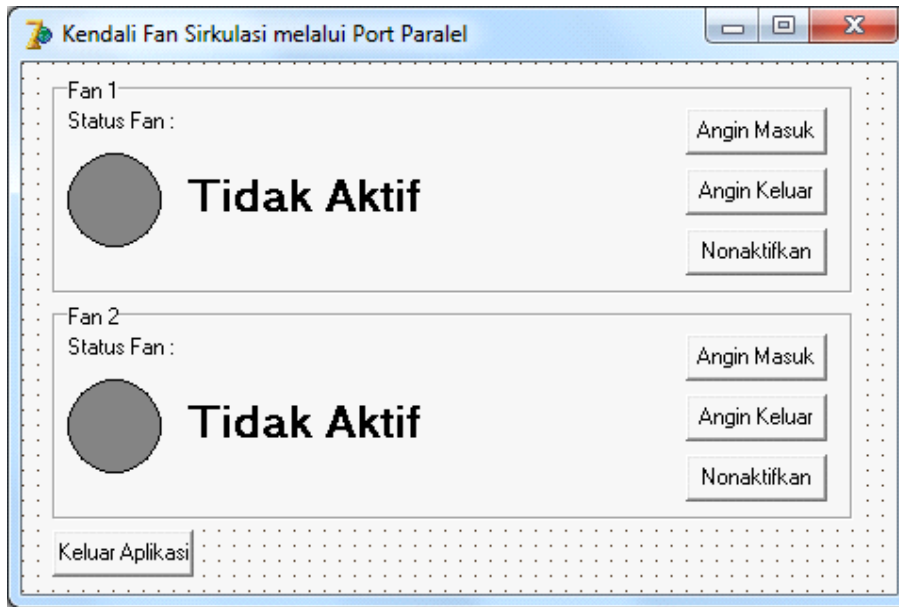 Kendali Fan Sirkulasi melalui Port Paralel
Fan 1
Status Fan :
Tidak Aktif
Angin Masuk
Angin Keluar
Nonaktifkan
Fan 2
Status Fan :
Tidak Aktif
Angin Masuk
Angin Keluar
Nonaktifkan
Keluar Aplikasi